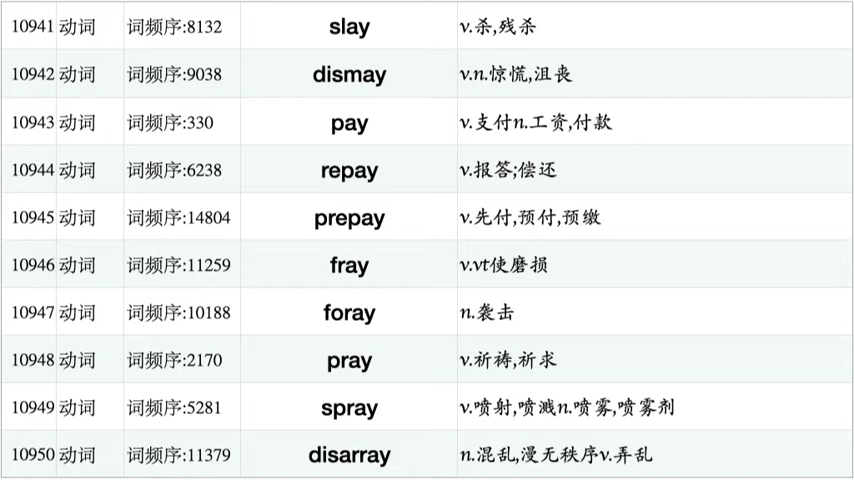 10941 动词 词频序:8132 slay v.杀,残杀
10942 动词 词频序:9038 dismay v.n.惊慌,沮丧
10943 动词 词频序:330 pay v.支付n.工资,付款
10944 动词 词频序:6238 repay v.报答;偿还
10945 动词 词频序:14804 prepay v.先付,预付,预缴
10946 动词 词频序:11259 fray v.vt使磨损
10947 动词 词频序:10188 foray n.袭击
10948 动词 词频序:2170 pray v.祈祷,祈求
10949 动词 词频序:5281 spray v.喷射,喷溅n.喷雾,喷雾剂
10950 动词 词频序:11379 disarray n.混乱,漫无秩序v.弄乱